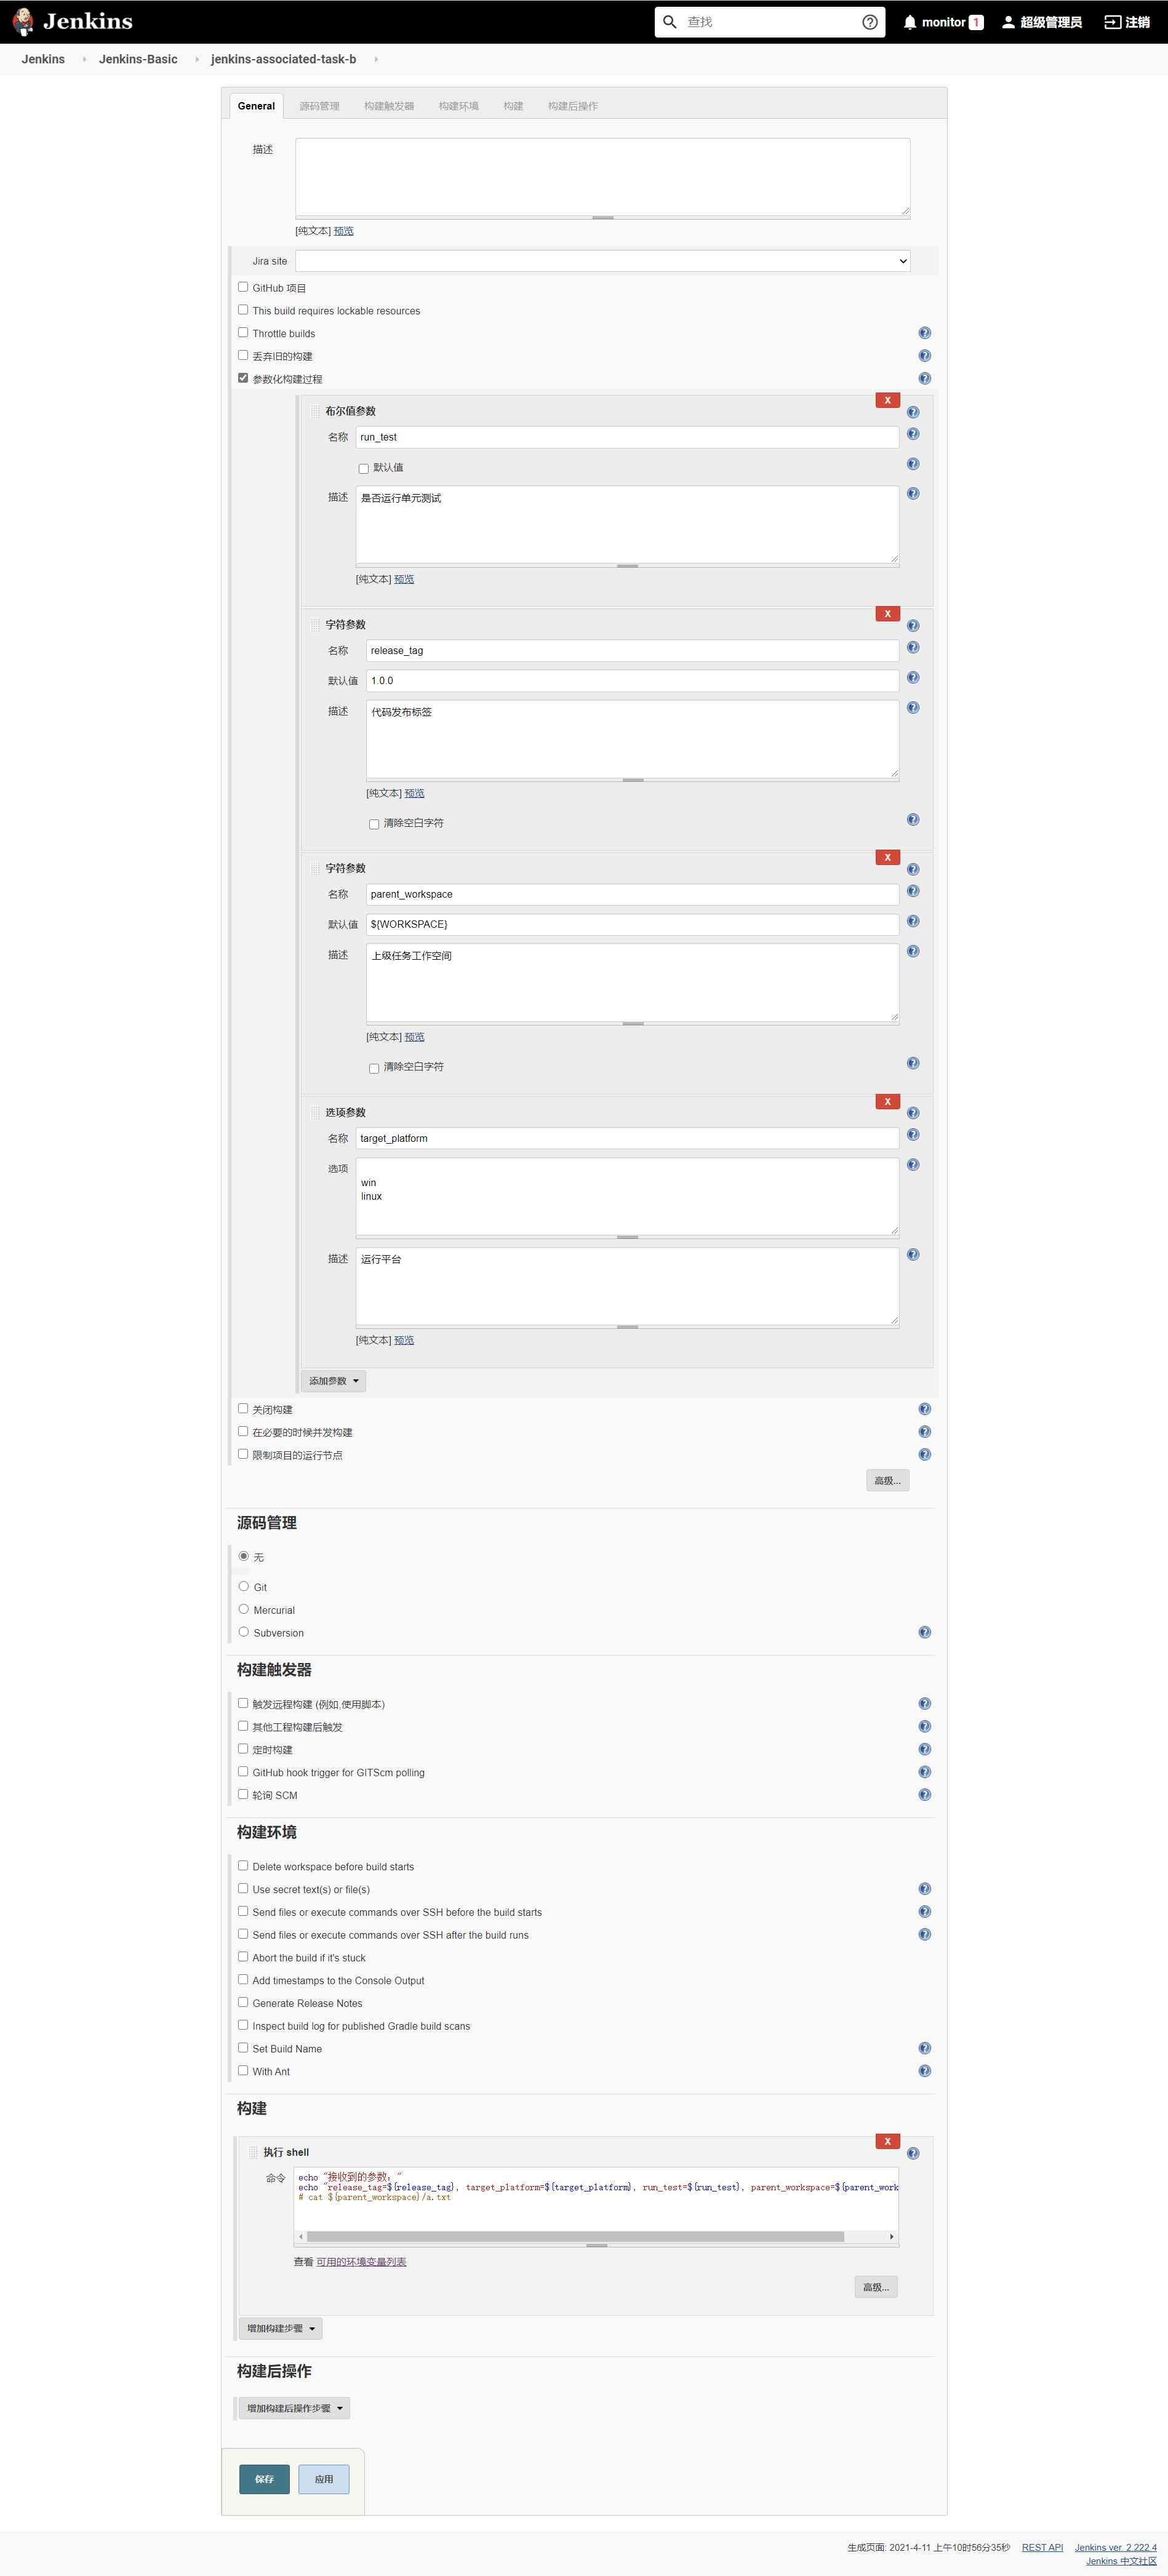 Jenkins
查找
monitor 1
超级管理员
注销
Jenkins
Jenkins-Basic
jenkins-associated-task-b
General
源码管理
构建触发器
构建环境
构建
构建后操作
描述
[纯文本] 预览
Jira site
GitHub 项目
This build requires lockable resources
Throttle builds
丢弃旧的构建
参数化构建过程
X
布尔值参数
名称 run_test
默认值
描述 是否运行单元测试
[纯文本] 预览
X
字符参数
名称 release_tag
默认值 1.0.0
描述 代码发布标签
[纯文本] 预览
清除空白字符
X
字符参数
名称 parent_workspace
默认值 ${WORKSPACE}
描述 上级任务工作空间
[纯文本] 预览
清除空白字符
X
选项参数
名称 target_platform
选项
win
linux
描述 运行平台
[纯文本] 预览
添加参数
关闭构建
在必要的时候并发构建
限制项目的运行节点
高级...
源码管理
无
Git
Mercurial
Subversion
构建触发器
触发远程构建 (例如,使用脚本)
其他工程构建后触发
定时构建
GitHub hook trigger for GITScm polling
轮询 SCM
构建环境
Delete workspace before build starts
Use secret text(s) or file(s)
Send files or execute commands over SSH before the build starts
Send files or execute commands over SSH after the build runs
Abort the build if it's stuck
Add timestamps to the Console Output
Generate Release Notes
Inspect build log for published Gradle build scans
Set Build Name
With Ant
构建
X
执行 shell
命令
echo "接收到的参数："
echo "release_tag=${release_tag}, target_platform=${target_platform}, run_test=${run_test}, parent_workspace=${parent_work
# cat ${parent_workspace}/a.txt
查看 可用的环境变量列表
高级...
增加构建步骤
构建后操作
增加构建后操作步骤
保存
应用
生成页面: 2021-4-11 上午10时56分35秒
REST API
Jenkins ver. 2.222.4
Jenkins 中文社区